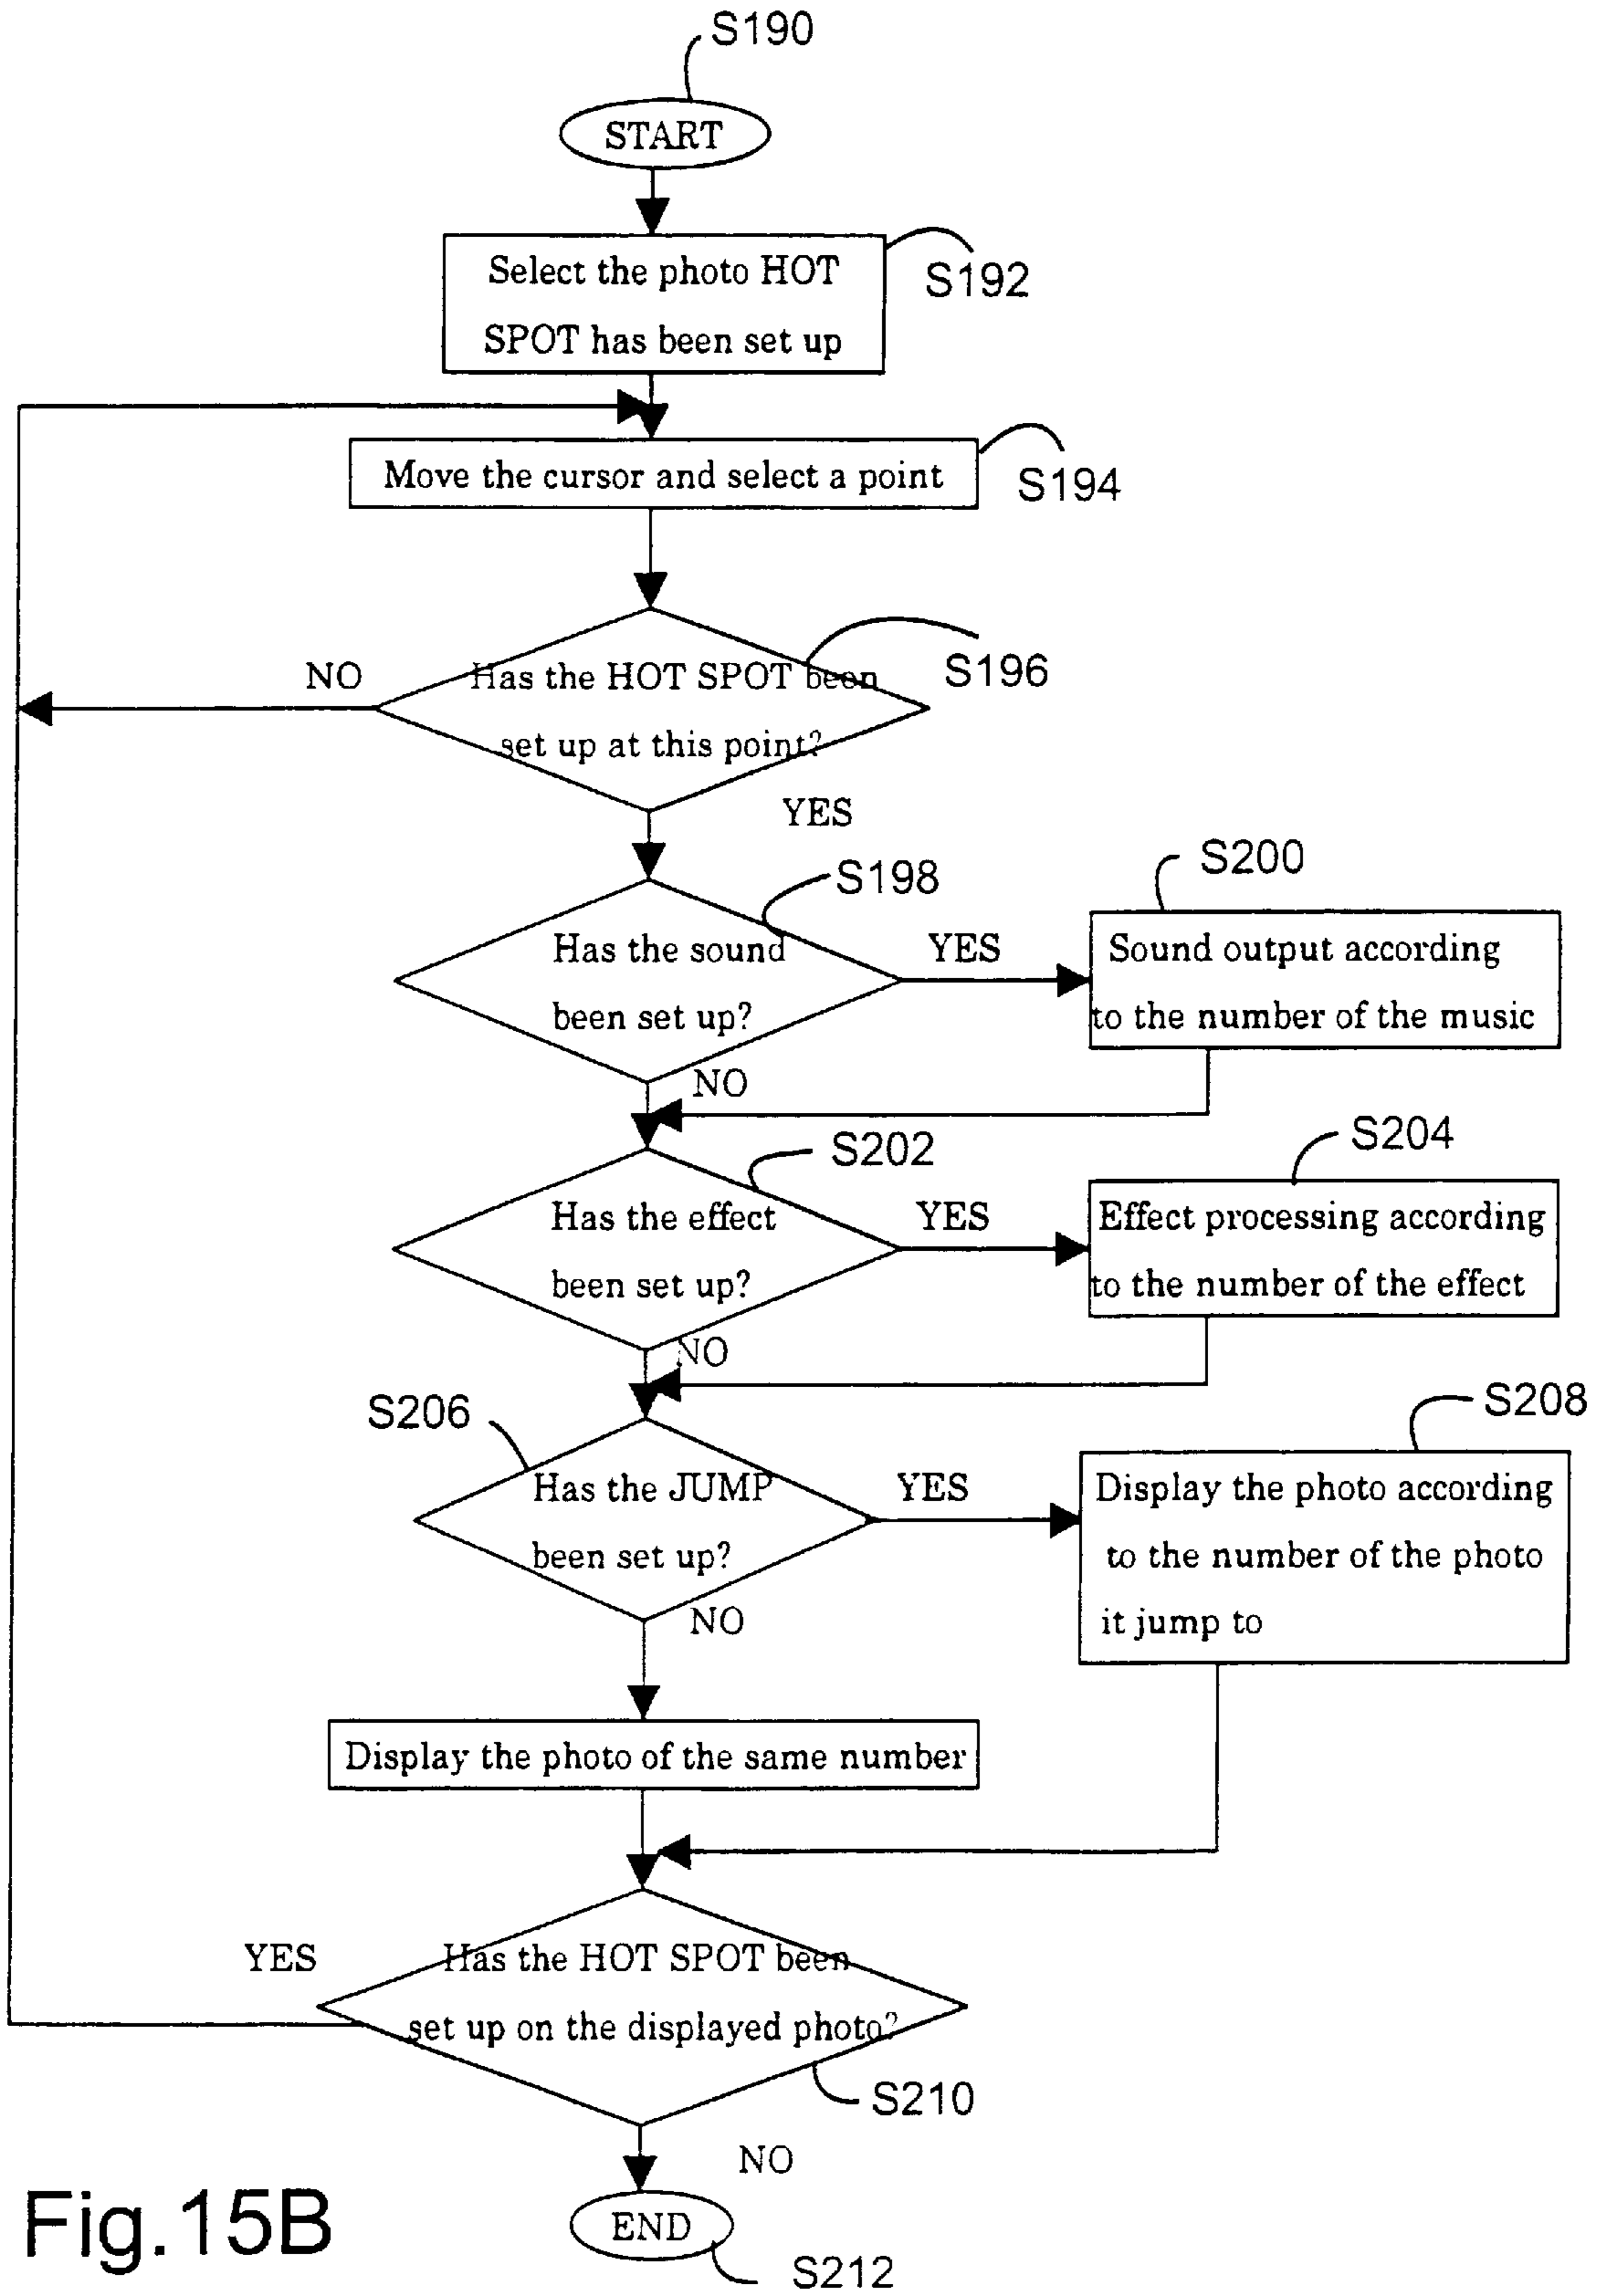 S190
START
Select the photo HOT
SPOT has been set up
S192
Move the cursor and select a point
S194
NO
Has the HOT SPOT been
set up at this point?
S196
YES
S198
Has the sound
been set up?
YES
S200
Sound output according
to the number of the music
NO
S202
Has the effect
been set up?
YES
S204
Effect processing according
to the number of the effect
NO
S206
Has the JUMP
been set up?
YES
S208
Display the photo according
to the number of the photo
it jump to
NO
Display the photo of the same number
YES
Has the HOT SPOT been
set up on the displayed photo?
S210
NO
END
S212
Fig.15B